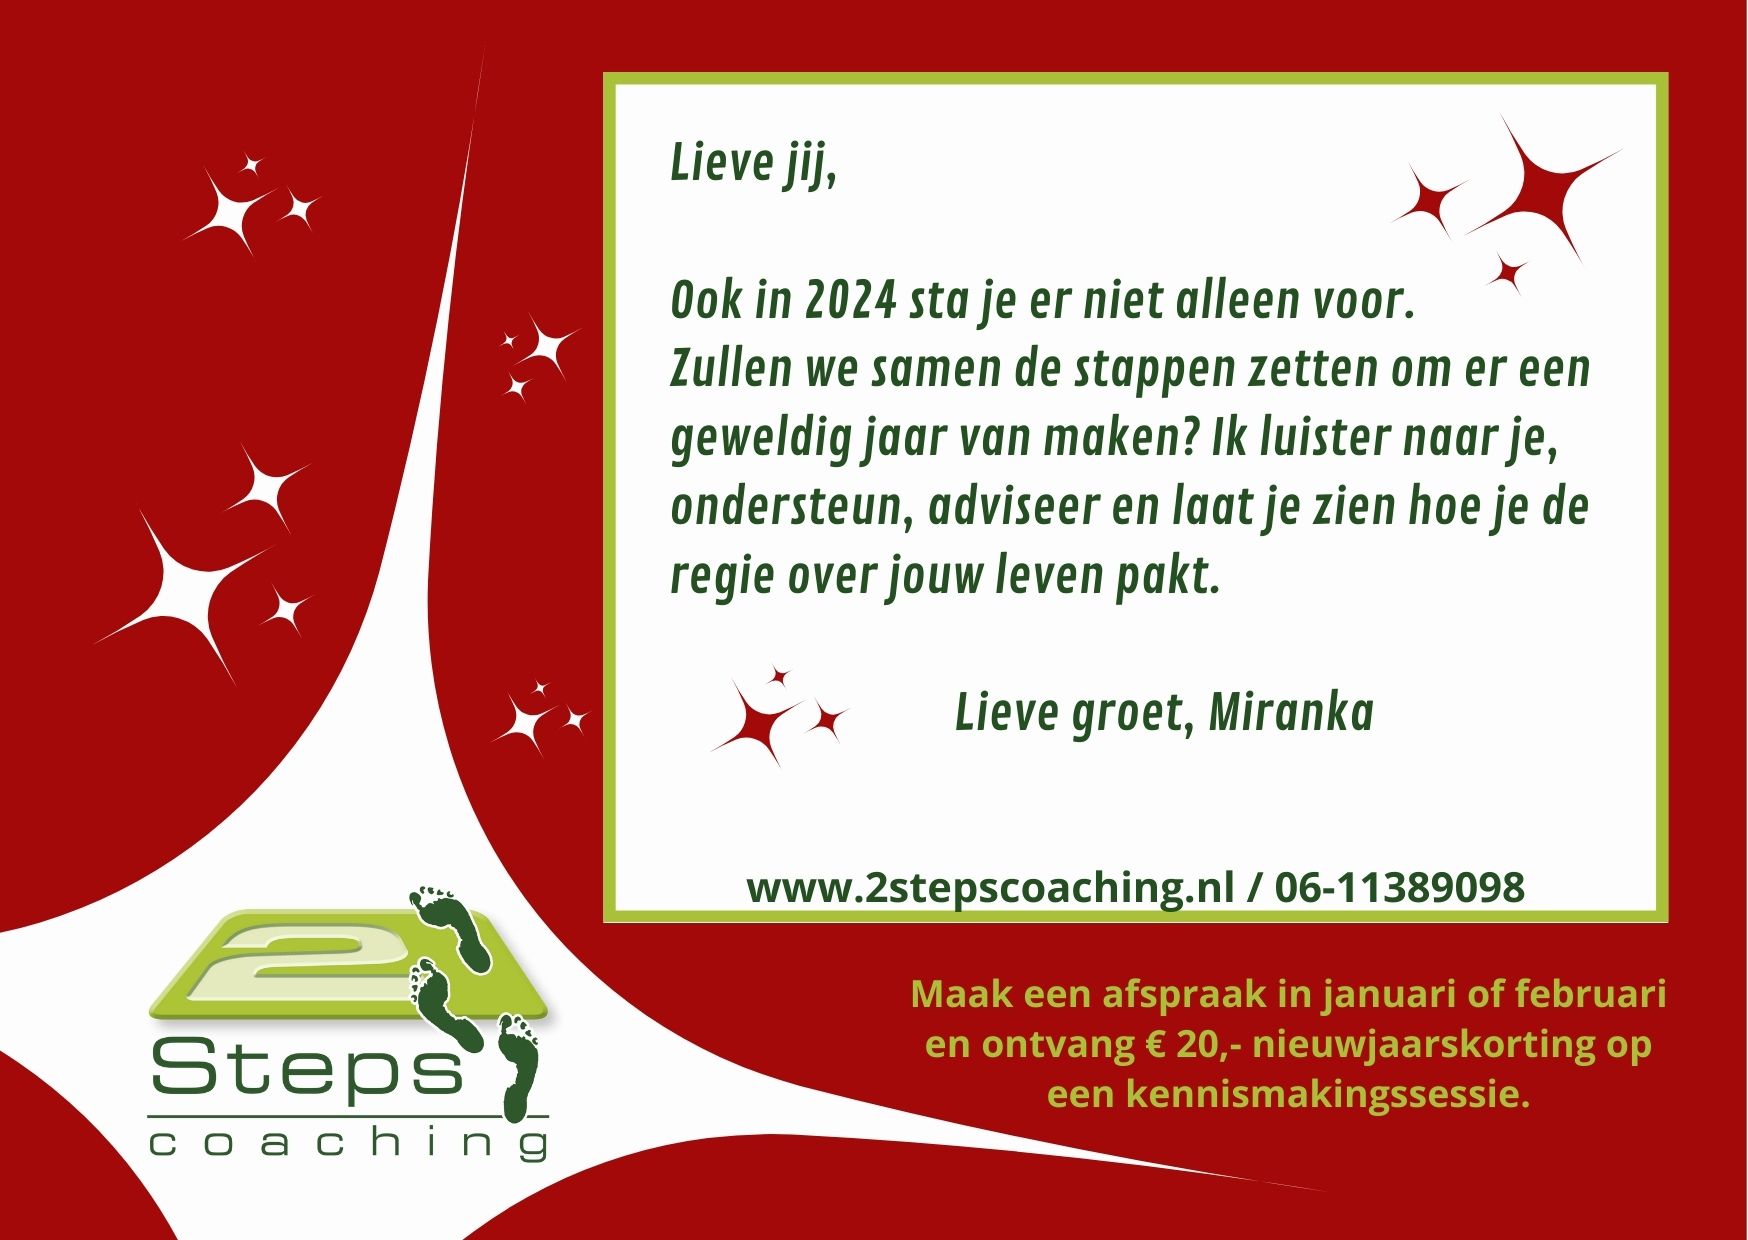 Lieve jij,
Ook in 2024 sta je er niet alleen voor.
Zullen we samen de stappen zetten om er een
geweldig jaar van maken? Ik luister naar je,
ondersteun, adviseer en laat je zien hoe je de
regie over jouw leven pakt.
Lieve groet, Miranka
www.2stepscoaching.nl / 06-11389098
2
Steps
coaching
Maak een afspraak in januari of februari
en ontvang € 20,- nieuwjaarskorting op
een kennismakingssessie.